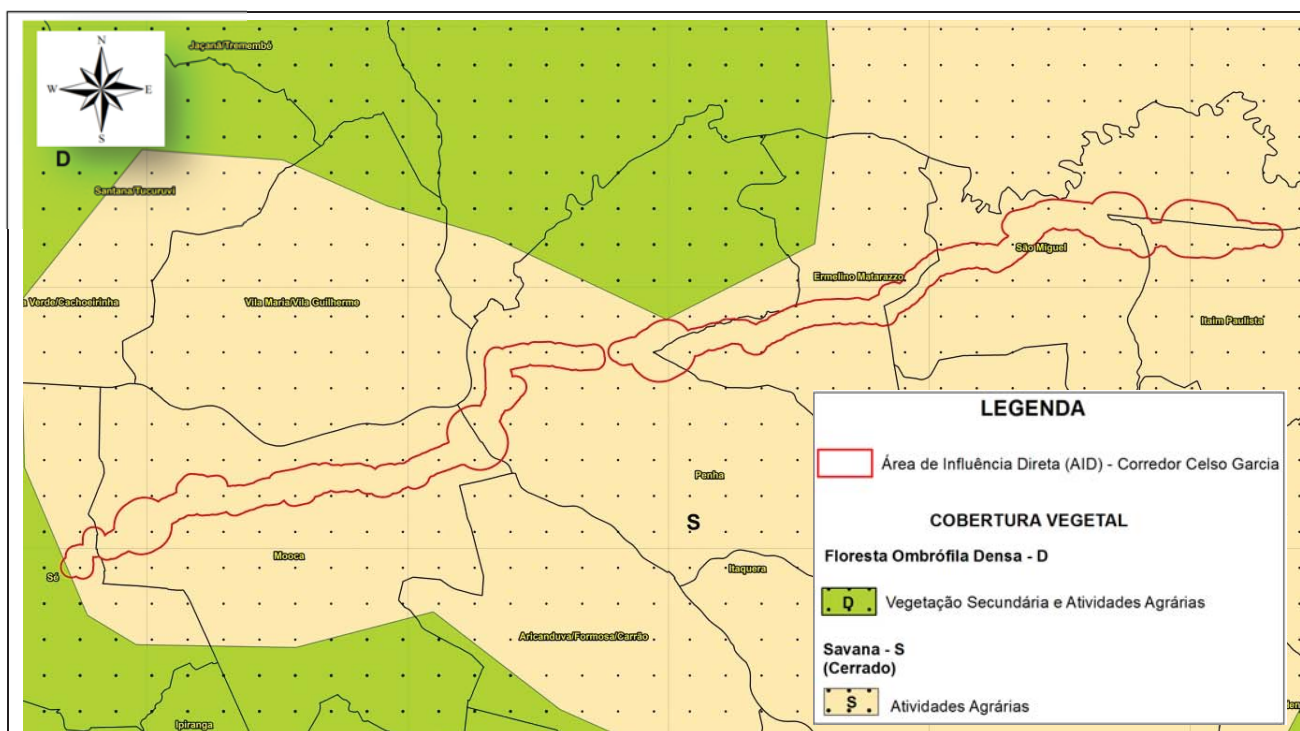 Jaçanã/Tremembé
N
W
E
S
D
Santana/Tucuruvi
a Verde/Cachoeirinha
Vila Maria/Vila Guilherme
Ermelino Matarazzo
São Miguel
Itaim Paulista
Penha
S
Mooca
Sé
Itaquera
Aricanduva/Formosa/Carrão
Ipiranga
LEGENDA
Área de Influência Direta (AID) - Corredor Celso Garcia
COBERTURA VEGETAL
Floresta Ombrófila Densa - D
D Vegetação Secundária e Atividades Agrárias
Savana - S
(Cerrado)
S Atividades Agrárias